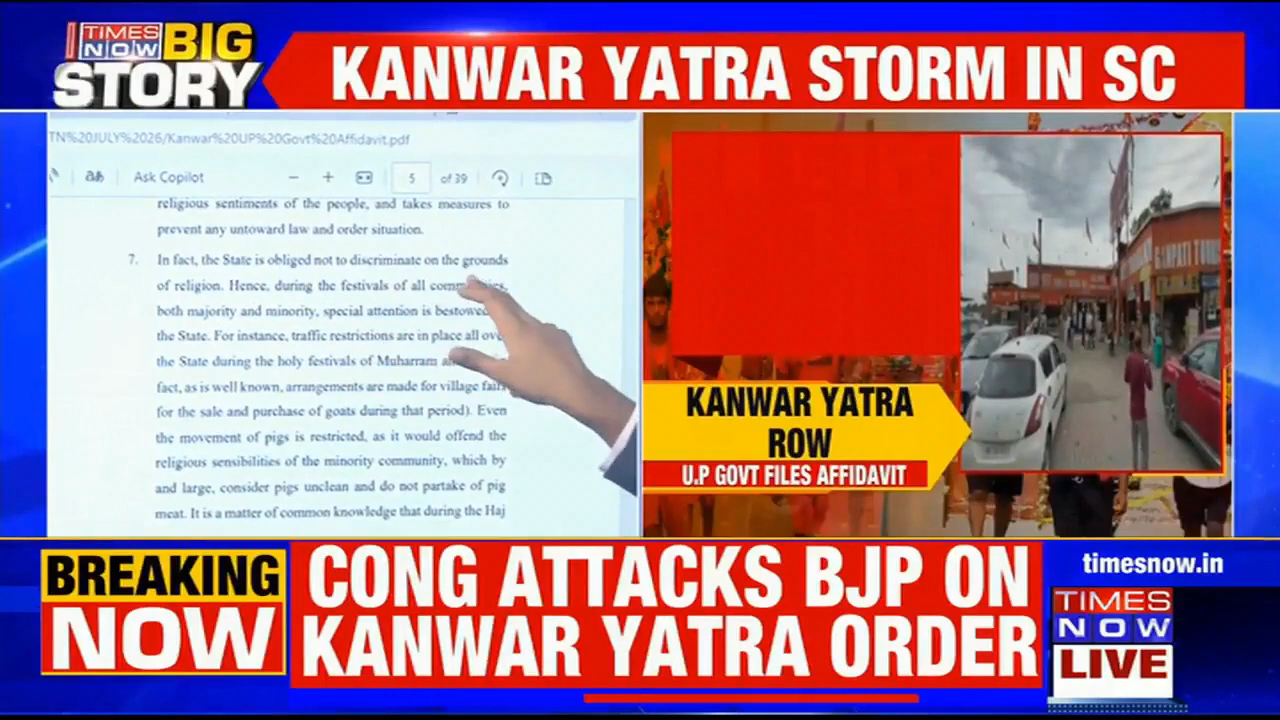 TIMES
NOW BIG
STORY
KANWAR YATRA STORM IN SC
TN%20JULY%2026/Kanwar%20UP%20Govt%20Affidavit.pdf
Ask Copilot
5 of 39
religious sentiments of the people, and takes measures to
prevent any untoward law and order situation.
7. In fact, the State is obliged not to discriminate on the grounds
of religion. Hence, during the festivals of all
both majority and minority, special attention is bestowed
the State. For instance, traffic restrictions are in place all
the State during the holy festivals of Muharram
fact, as is well known, arrangements are made for village fairs
for the sale and purchase of goats during that period). Even
the movement of pigs is restricted, as it would offend the
religious sensibilities of the minority community, which by
and large, consider pigs unclean and do not partake of pig
meat. It is a matter of common knowledge that during the Haj
KANWAR YATRA
ROW
U.P GOVT FILES AFFIDAVIT
BREAKING
NOW
CONG ATTACKS BJP ON
KANWAR YATRA ORDER
timesnow.in
TIMES
NOW
LIVE